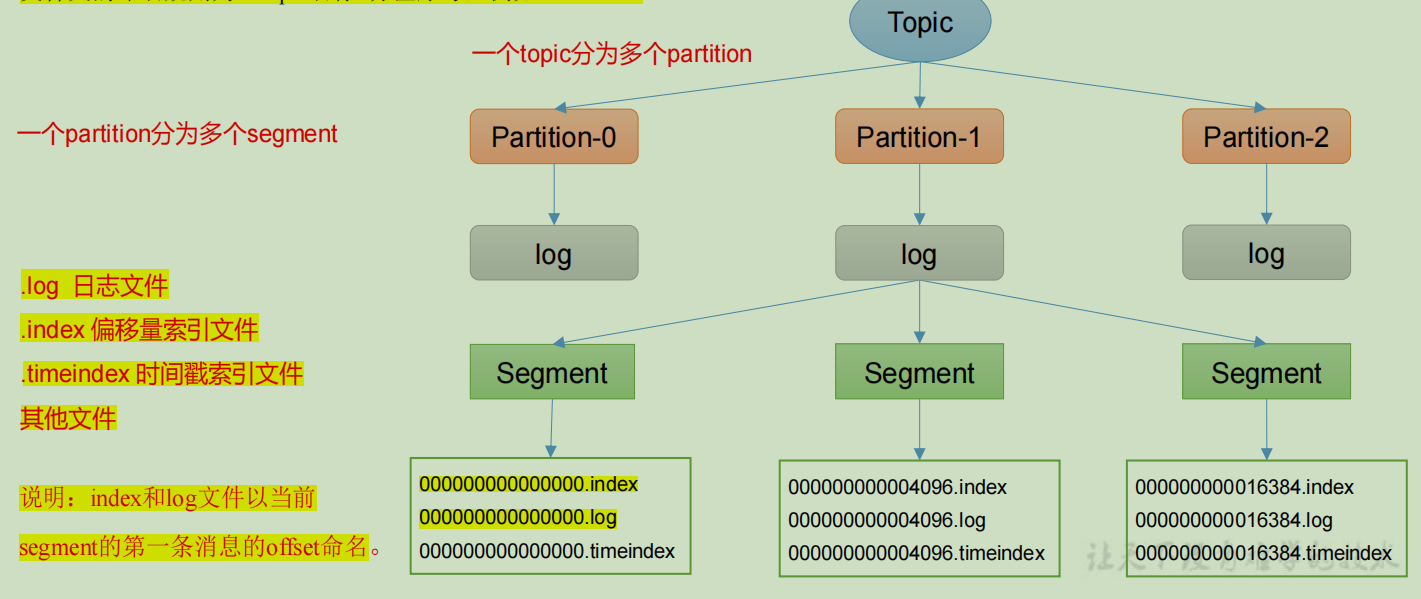 Topic
一个topic分为多个partition
一个partition分为多个segment
Partition-0
Partition-1
Partition-2
log
log
log
.log 日志文件
.index 偏移量索引文件
.timeindex 时间戳索引文件
其他文件
Segment
Segment
Segment
说明：index和log文件以当前
segment的第一条消息的offset命名。
000000000000000.index
000000000000000.log
000000000000000.timeindex
000000000004096.index
000000000004096.log
000000000004096.timeindex
000000000016384.index
000000000016384.log
000000000016384.timeindex
让天下没有难学的技术